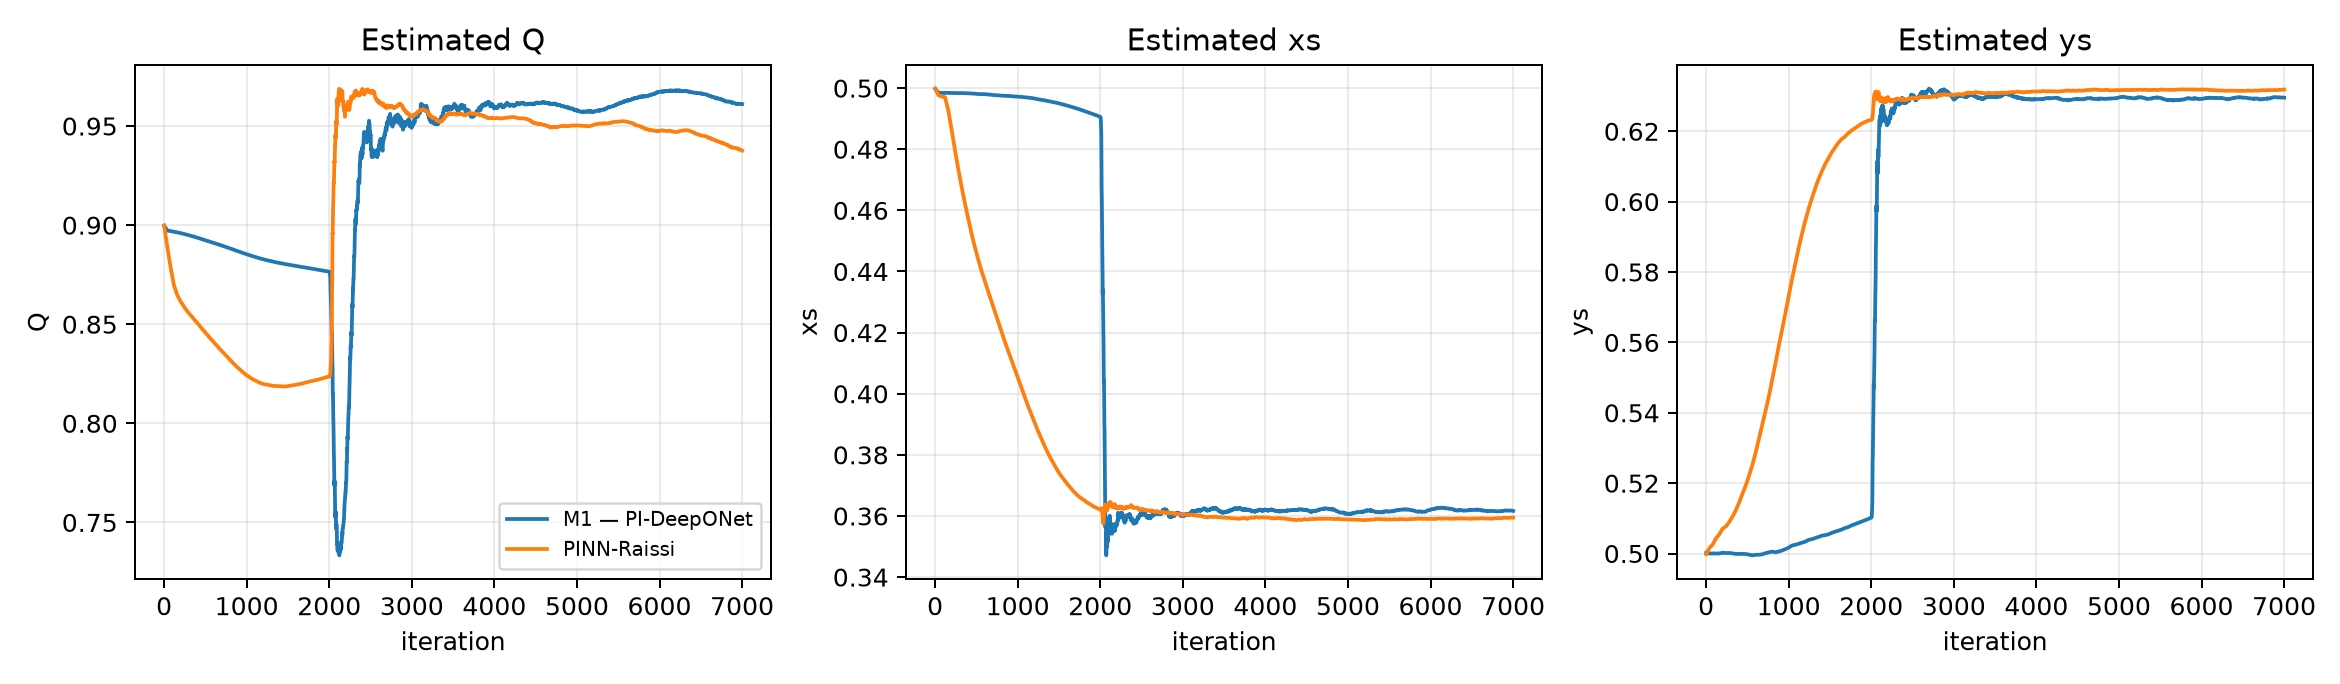 Estimated Q
Q
0.95
0.90
0.85
0.80
0.75
0 1000 2000 3000 4000 5000 6000 7000
iteration
M1 — PI-DeepONet
PINN-Raissi
Estimated xs
xs
0.50
0.48
0.46
0.44
0.42
0.40
0.38
0.36
0.34
0 1000 2000 3000 4000 5000 6000 7000
iteration
Estimated ys
ys
0.62
0.60
0.58
0.56
0.54
0.52
0.50
0 1000 2000 3000 4000 5000 6000 7000
iteration